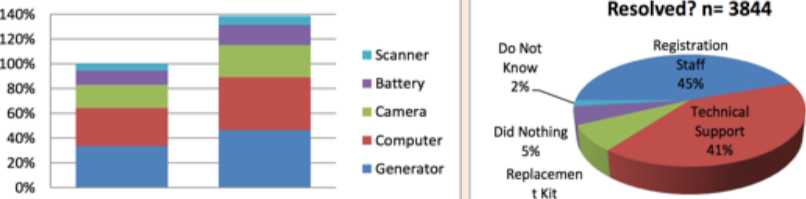 140%
120%
100%
80%
60%
40%
20%
0%
Scanner
Battery
Camera
Computer
Generator
Resolved? n= 3844
Do Not
Know
2%
Registration
Staff
45%
Technical
Support
41%
Did Nothing
5%
Replacemen
t Kit